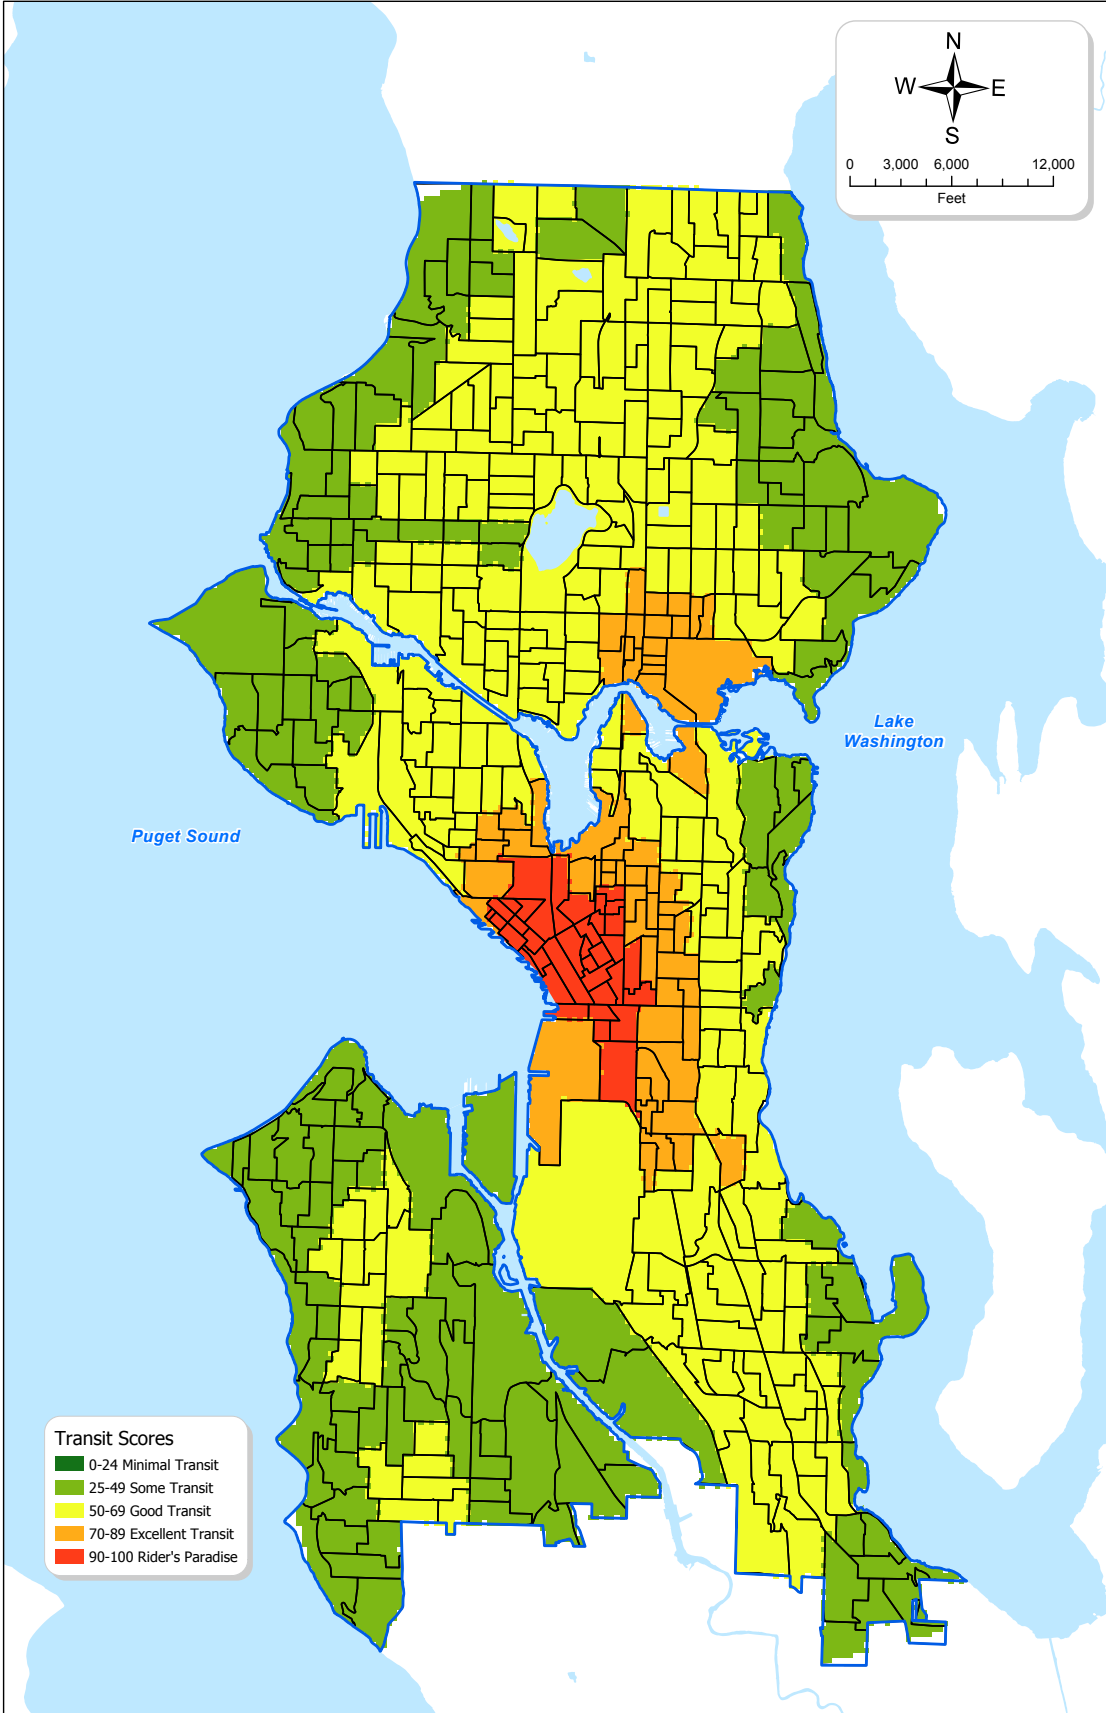 N
W E
S
0 3,000 6,000 12,000
Feet
Lake
Washington
Puget Sound
Transit Scores
0-24 Minimal Transit
25-49 Some Transit
50-69 Good Transit
70-89 Excellent Transit
90-100 Rider's Paradise